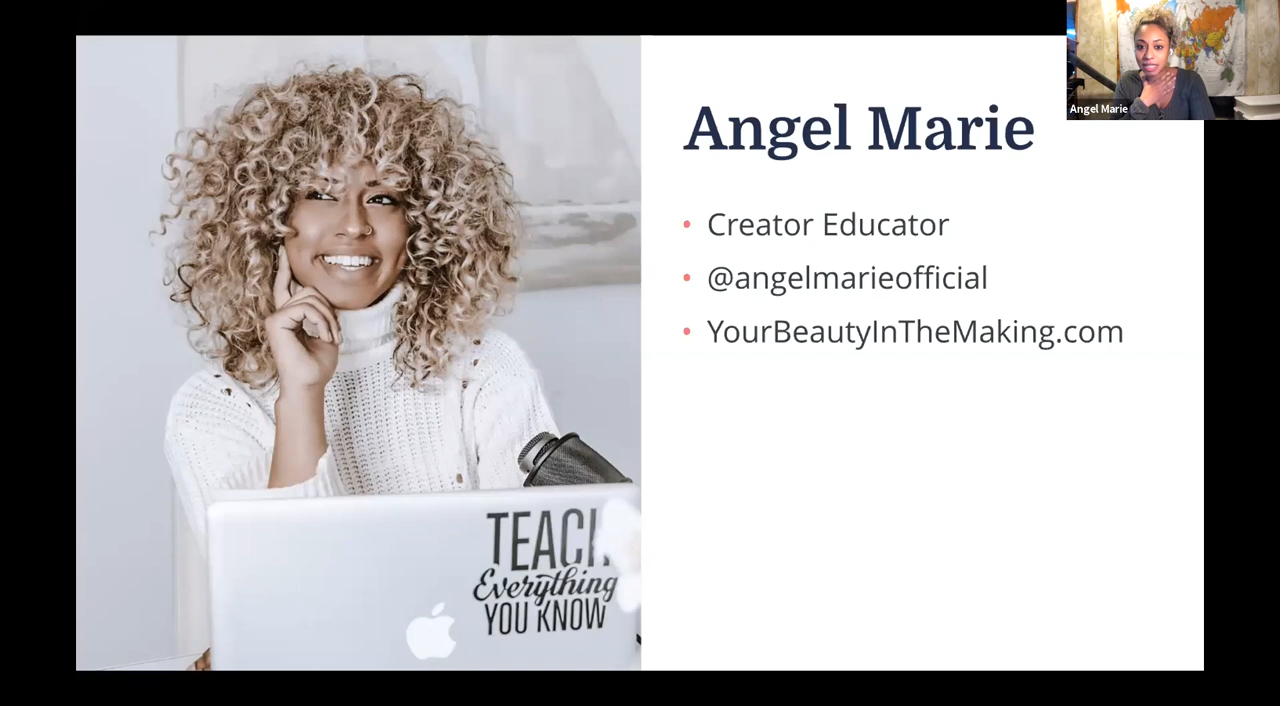 Angel Marie
Angel Marie
• Creator Educator
• @angelmarieofficial
• YourBeautyInTheMaking.com
TEACH
Everything
YOU KNOW